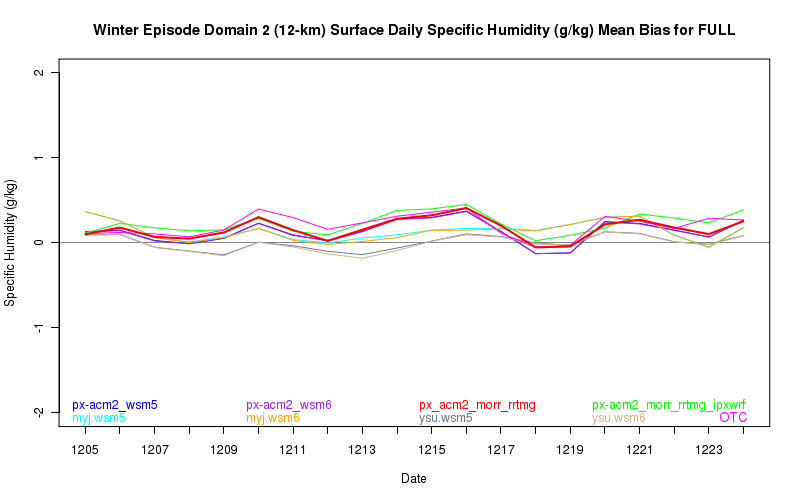 Winter Episode Domain 2 (12-km) Surface Daily Specific Humidity (g/kg) Mean Bias for FULL
Specific Humidity (g/kg)
2
1
0
-1
-2
px-acm2_wsm5 px-acm2_wsm6 px_acm2_morr_rrtmg px-acm2_morr_rrtmg_ipxwrf
myj.wsm5 myj.wsm6 ysu.wsm5 ysu.wsm6 OTC
1205 1207 1209 1211 1213 1215 1217 1219 1221 1223
Date